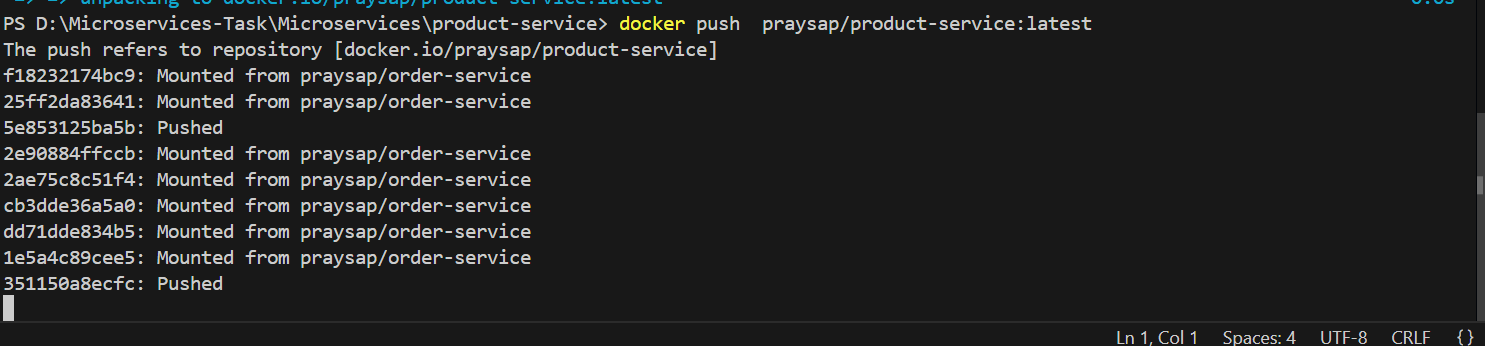 => => unpacking to docker.io/praysap/product-service:latest 0.0s
PS D:\Microservices-Task\Microservices\product-service> docker push  praysap/product-service:latest
The push refers to repository [docker.io/praysap/product-service]
f18232174bc9: Mounted from praysap/order-service
25ff2da83641: Mounted from praysap/order-service
5e853125ba5b: Pushed
2e90884ffccb: Mounted from praysap/order-service
2ae75c8c51f4: Mounted from praysap/order-service
cb3dde36a5a0: Mounted from praysap/order-service
dd71dde834b5: Mounted from praysap/order-service
1e5a4c89cee5: Mounted from praysap/order-service
351150a8ecfc: Pushed
Ln 1, Col 1 Spaces: 4 UTF-8 CRLF {}